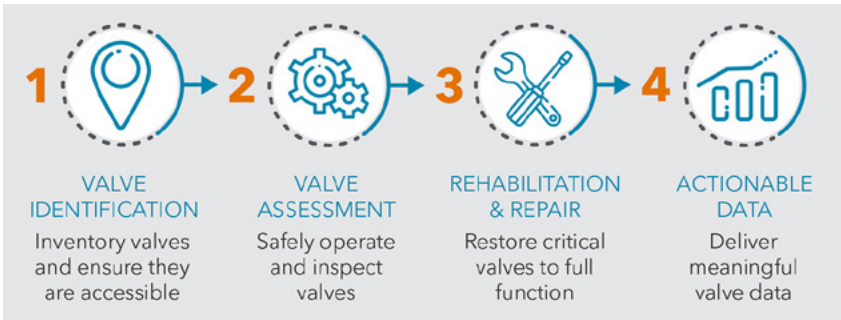 1
VALVE
IDENTIFICATION
Inventory valves
and ensure they
are accessible
2
VALVE
ASSESSMENT
Safely operate
and inspect
valves
3
REHABILITATION
& REPAIR
Restore critical
valves to full
function
4
ACTIONABLE
DATA
Deliver
meaningful
valve data